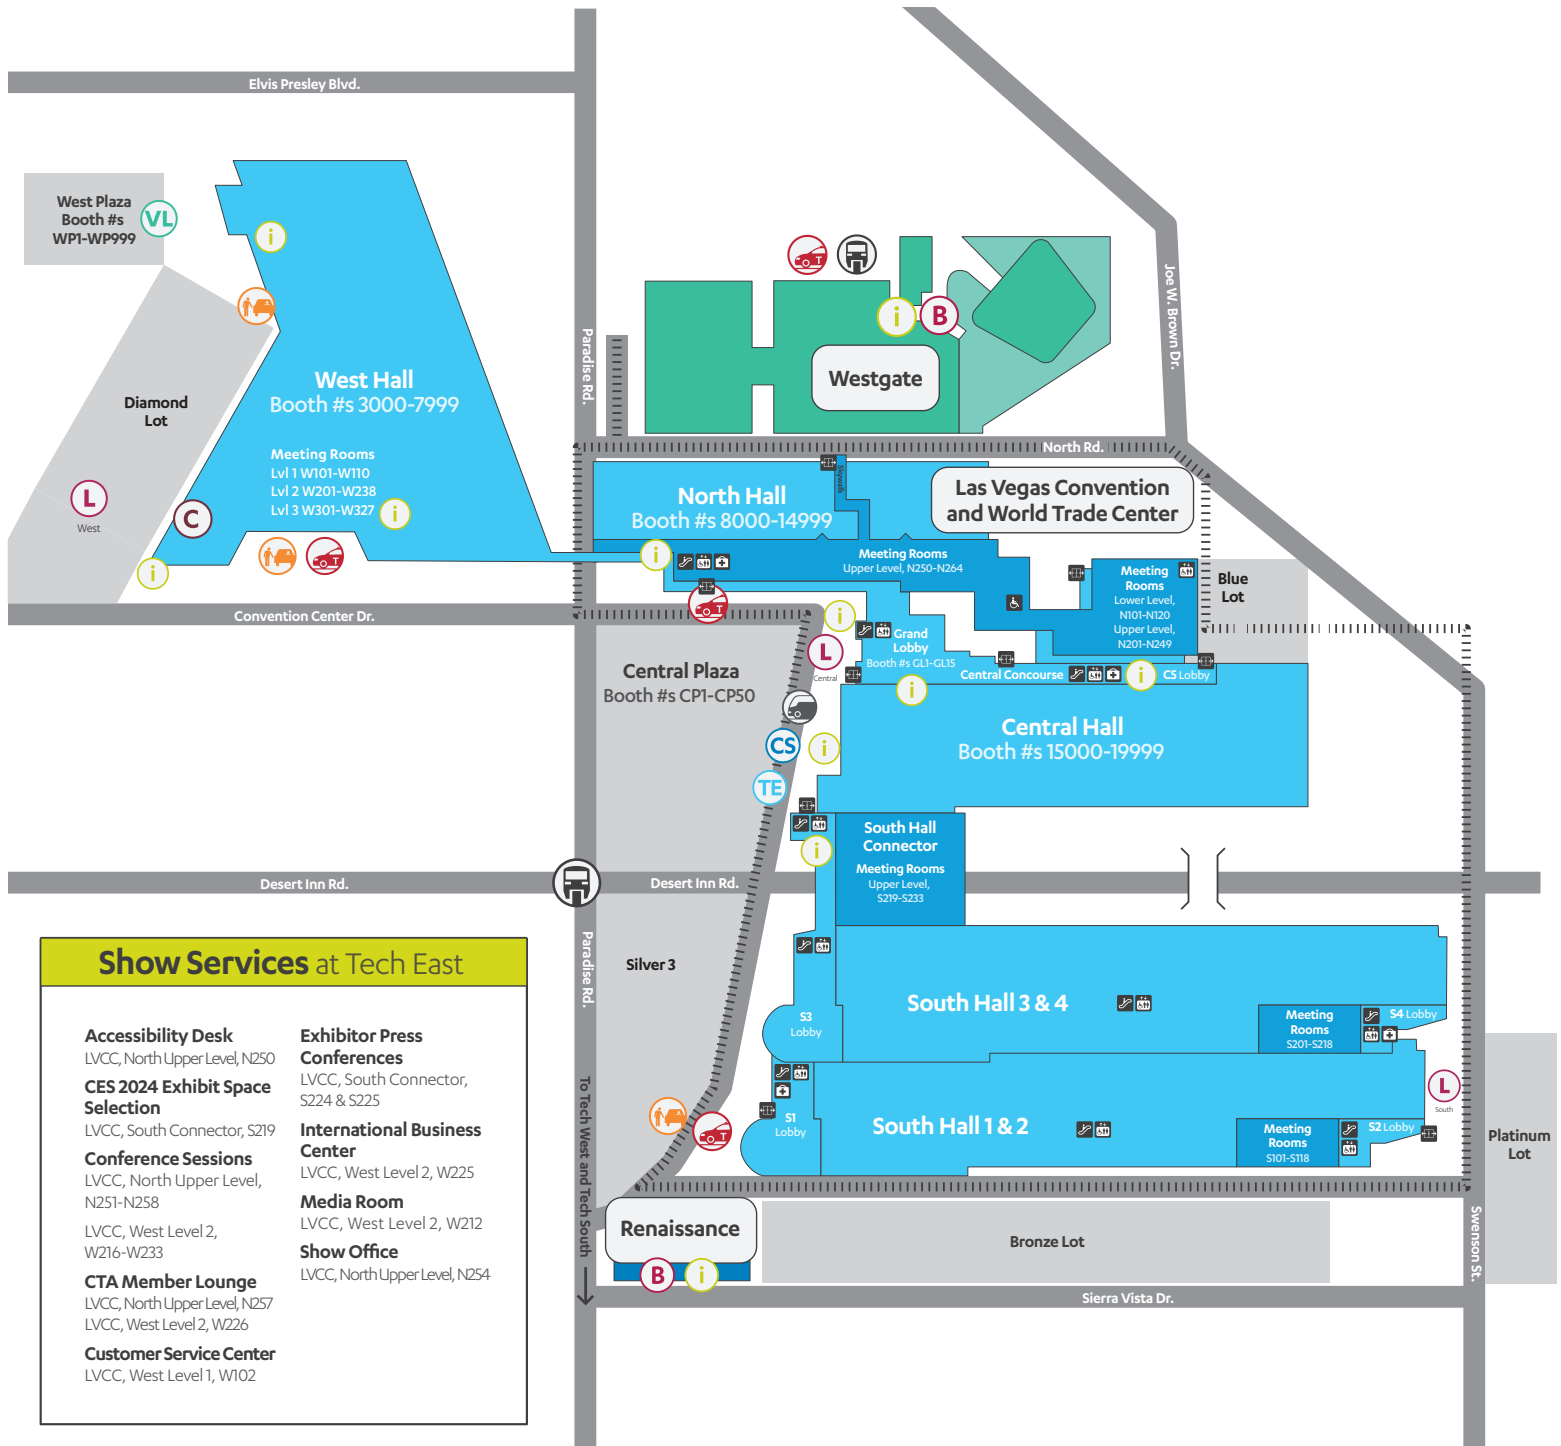 Elvis Presley Blvd.
West Plaza
Booth #s
WP1-WP999
VL
i
Diamond
Lot
West Hall
Booth #s 3000-7999
Meeting Rooms
Lvl 1 W101-W110
Lvl 2 W201-W238
Lvl 3 W301-W327
i
L
West
C
i
T
Convention Center Dr.
Paradise Rd.
T
i
B
Westgate
Joe W. Brown Dr.
North Rd.
North Hall
Booth #s 8000-14999
Skywalk
Las Vegas Convention
and World Trade Center
i
Meeting Rooms
Upper Level, N250-N264
Meeting
Rooms
Lower Level,
N101-N120
Upper Level,
N201-N249
Blue
Lot
T
i
L
Central
Grand
Lobby
Booth #s GL1-GL15
Central Concourse
i
C5 Lobby
i
Central Plaza
Booth #s CP1-CP50
CS
i
TE
Central Hall
Booth #s 15000-19999
South Hall
Connector
Meeting Rooms
Upper Level,
S219-S233
i
Desert Inn Rd.
Desert Inn Rd.
Paradise Rd.
Silver 3
South Hall 3 & 4
S3
Lobby
Meeting
Rooms
S201-S218
S4 Lobby
South Hall 1 & 2
S1
Lobby
Meeting
Rooms
S101-S118
S2 Lobby
L
South
Platinum
Lot
T
To Tech West and Tech South
Renaissance
B
i
Bronze Lot
Swenson St.
Sierra Vista Dr.
Show Services at Tech East
Accessibility Desk
LVCC, North Upper Level, N250
CES 2024 Exhibit Space
Selection
LVCC, South Connector, S219
Conference Sessions
LVCC, North Upper Level,
N251-N258
LVCC, West Level 2,
W216-W233
CTA Member Lounge
LVCC, North Upper Level, N257
LVCC, West Level 2, W226
Customer Service Center
LVCC, West Level 1, W102
Exhibitor Press
Conferences
LVCC, South Connector,
S224 & S225
International Business
Center
LVCC, West Level 2, W225
Media Room
LVCC, West Level 2, W212
Show Office
LVCC, North Upper Level, N254